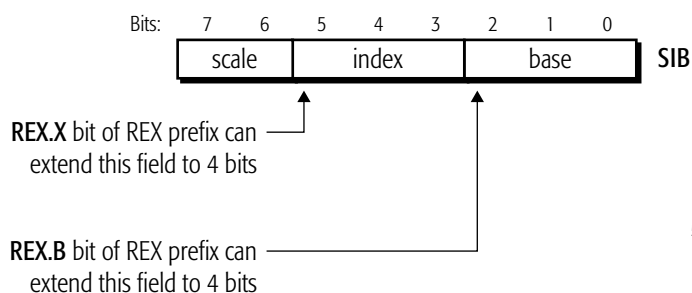 Bits: 7 6 5 4 3 2 1 0
scale index base SIB
REX.X bit of REX prefix can
extend this field to 4 bits
REX.B bit of REX prefix can
extend this field to 4 bits